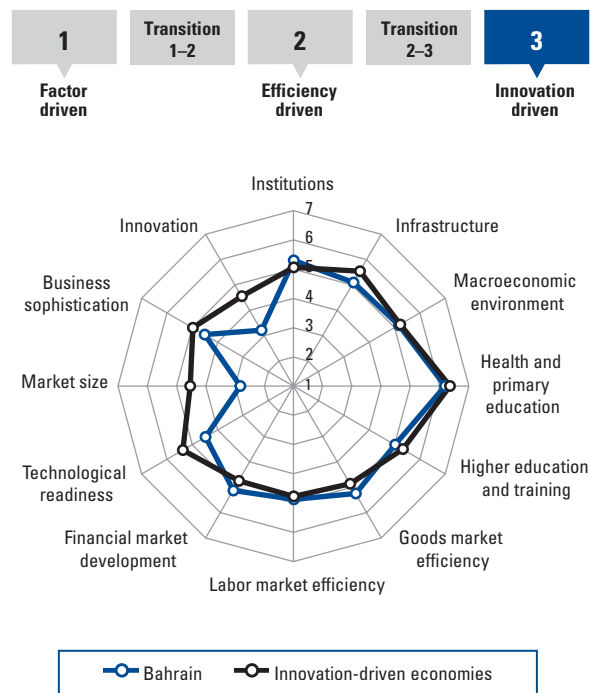 1
Transition
1–2
2
Transition
2–3
3
Factor
driven
Efficiency
driven
Innovation
driven
Institutions
Infrastructure
Macroeconomic
environment
Health and
primary
education
Higher education
and training
Goods market
efficiency
Labor market efficiency
Financial market
development
Technological
readiness
Market size
Business
sophistication
Innovation
7
6
5
4
3
2
1
Bahrain
Innovation-driven economies